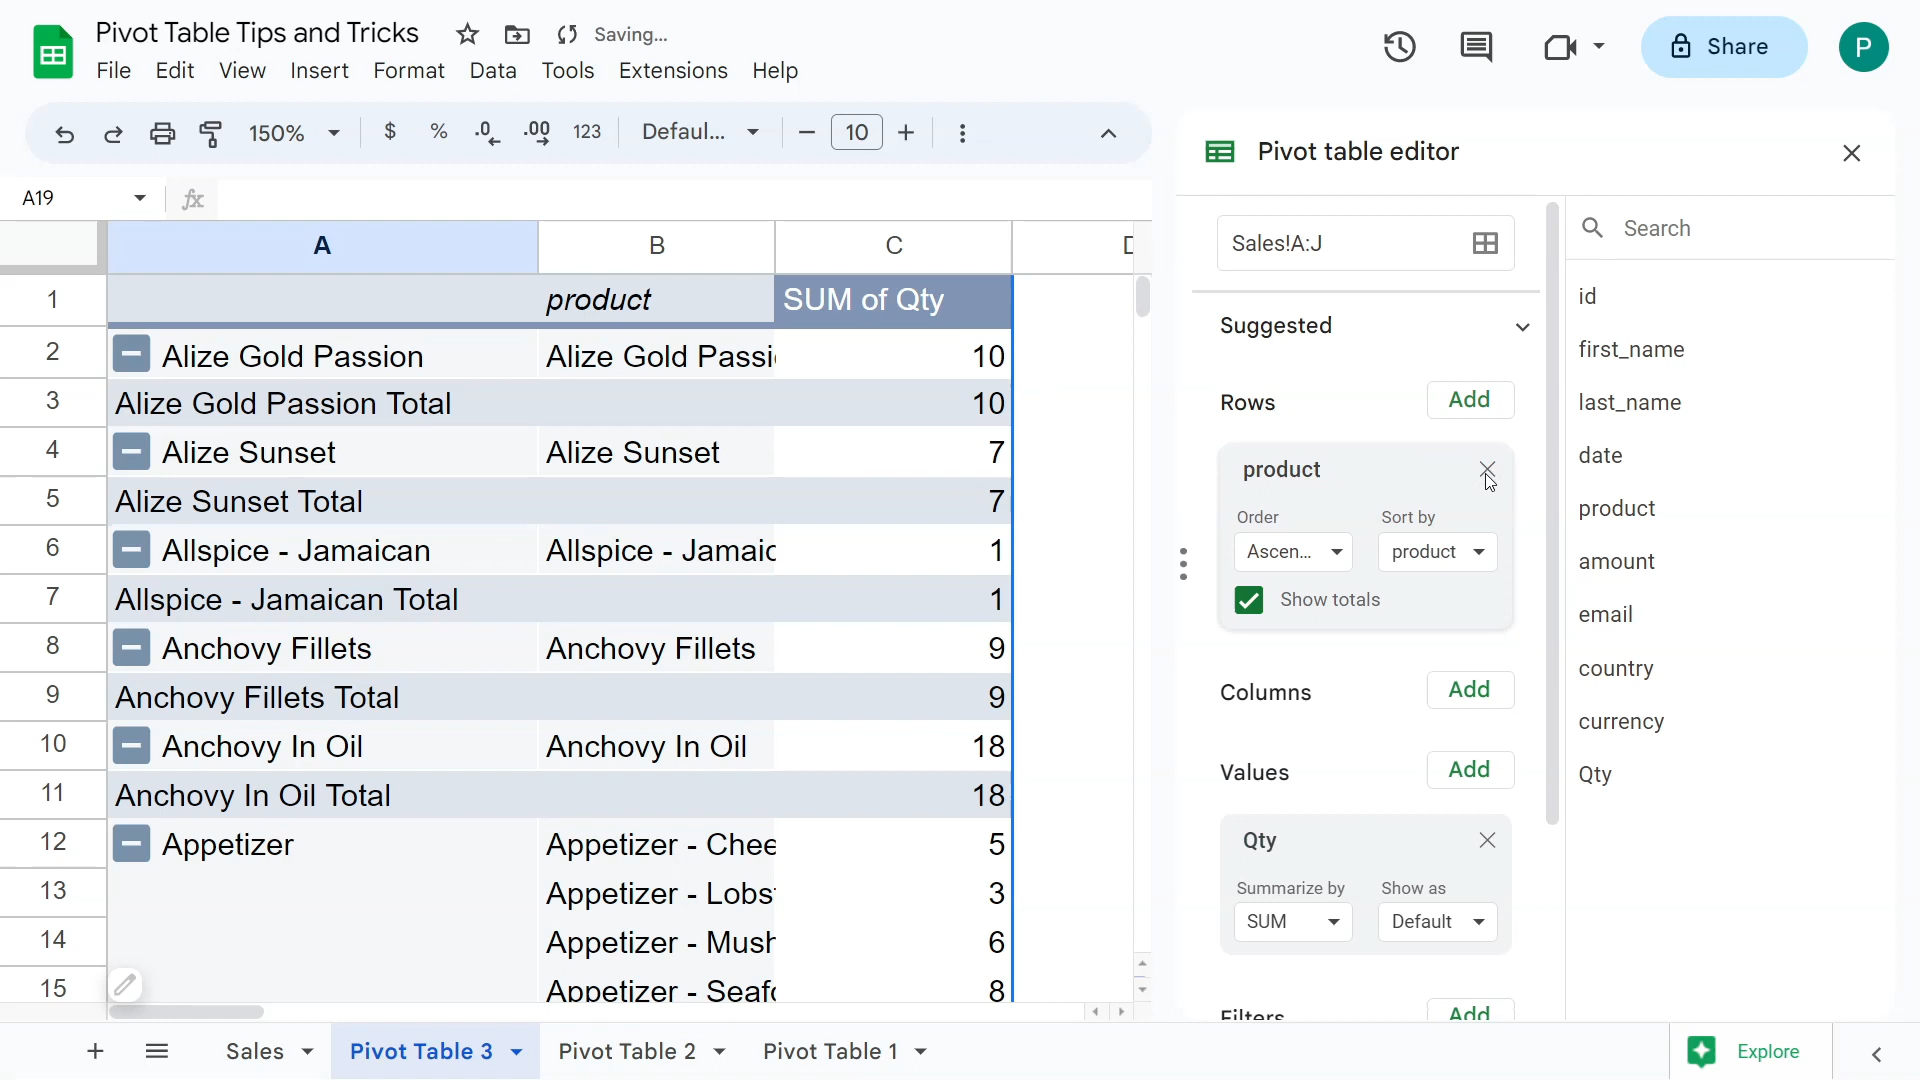 Pivot Table Tips and Tricks Saving...
File Edit View Insert Format Data Tools Extensions Help
Share
P
150% $ % .0 .00 123 Defaul... 10
A19 fx
Pivot table editor
A B C D
1 product SUM of Qty
2 Alize Gold Passion Alize Gold Passi 10
3 Alize Gold Passion Total 10
4 Alize Sunset Alize Sunset 7
5 Alize Sunset Total 7
6 Allspice - Jamaican Allspice - Jamaic 1
7 Allspice - Jamaican Total 1
8 Anchovy Fillets Anchovy Fillets 9
9 Anchovy Fillets Total 9
10 Anchovy In Oil Anchovy In Oil 18
11 Anchovy In Oil Total 18
12 Appetizer Appetizer - Chee 5
13 Appetizer - Lobs 3
14 Appetizer - Mush 6
15 Appetizer - Seafo 8
Sales!A:J
Suggested
Rows Add
product
Order Sort by
Ascen... product
Show totals
Columns Add
Values Add
Qty
Summarize by Show as
SUM Default
Filters Add
Search
id
first_name
last_name
date
product
amount
email
country
currency
Qty
Sales Pivot Table 3 Pivot Table 2 Pivot Table 1 Explore